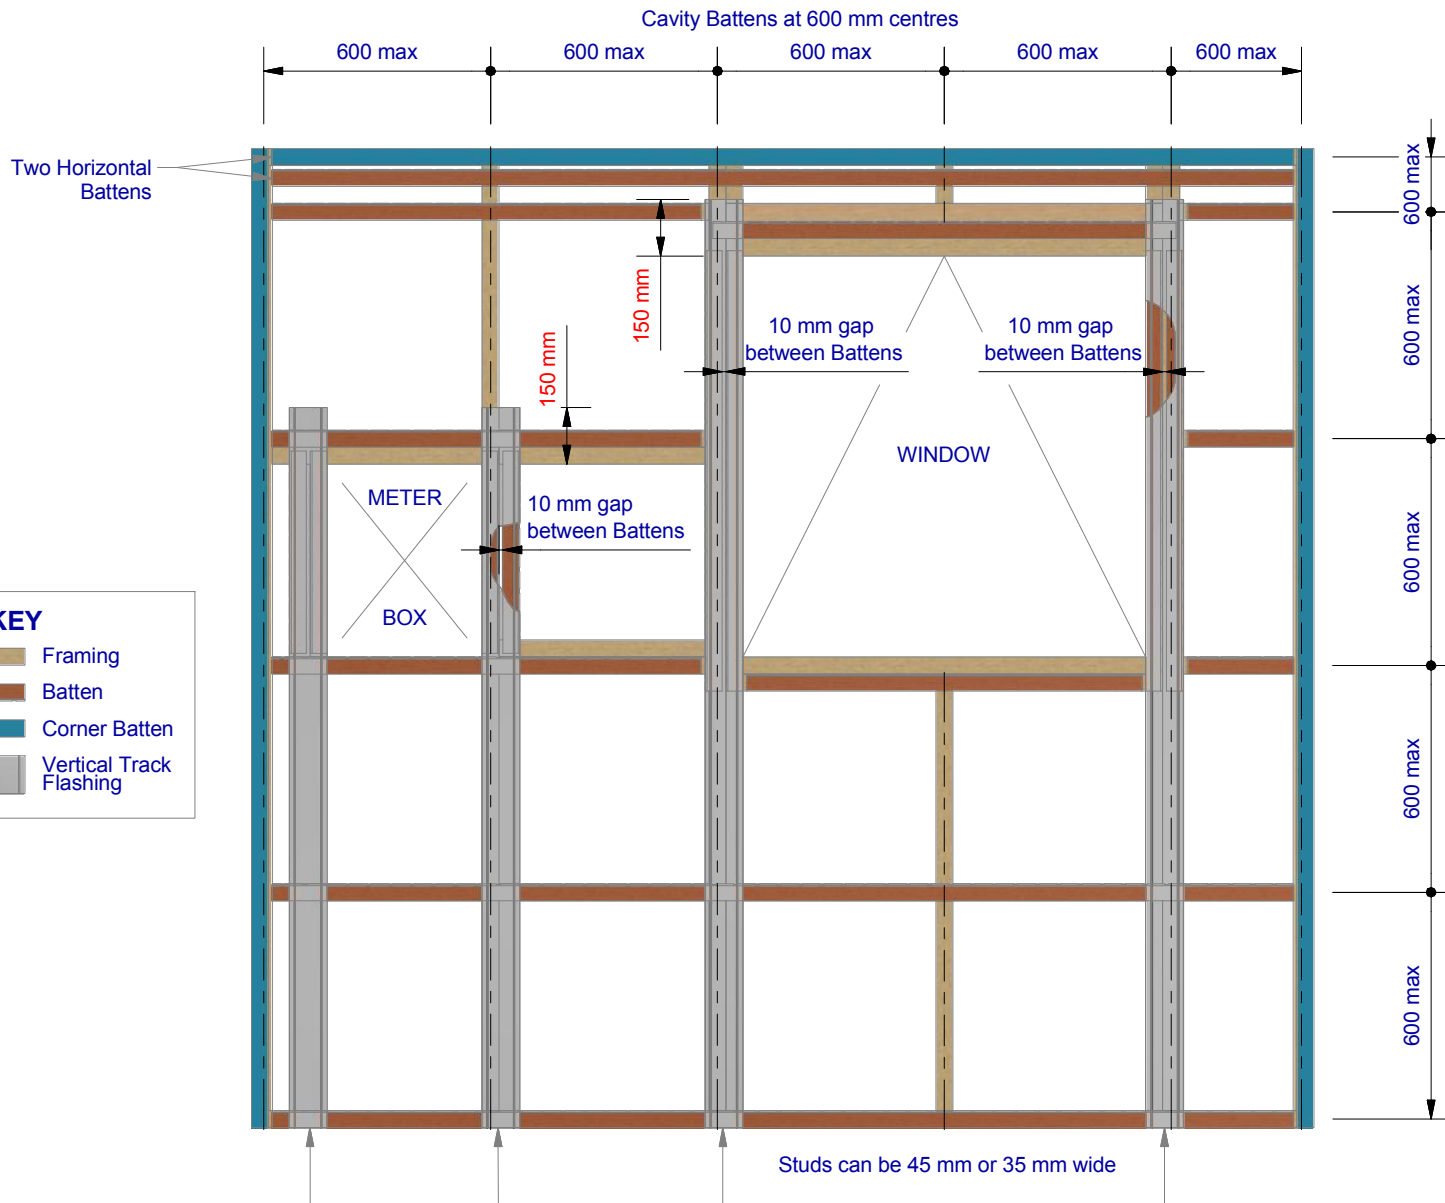 Cavity Battens at 600 mm centres
600 max
600 max
600 max
600 max
600 max
Two Horizontal
Battens
600 max
150 mm
600 max
10 mm gap
between Battens
10 mm gap
between Battens
150 mm
WINDOW
METER
10 mm gap
between Battens
600 max
BOX
KEY
Framing
Batten
Corner Batten
Vertical Track
Flashing
600 max
600 max
Studs can be 45 mm or 35 mm wide